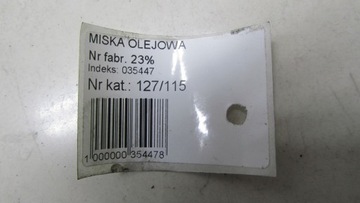 MISKA OLEJOWA
Nr fabr. 23%
Indeks: 035447
Nr kat.: 127/115
1 000000 354478